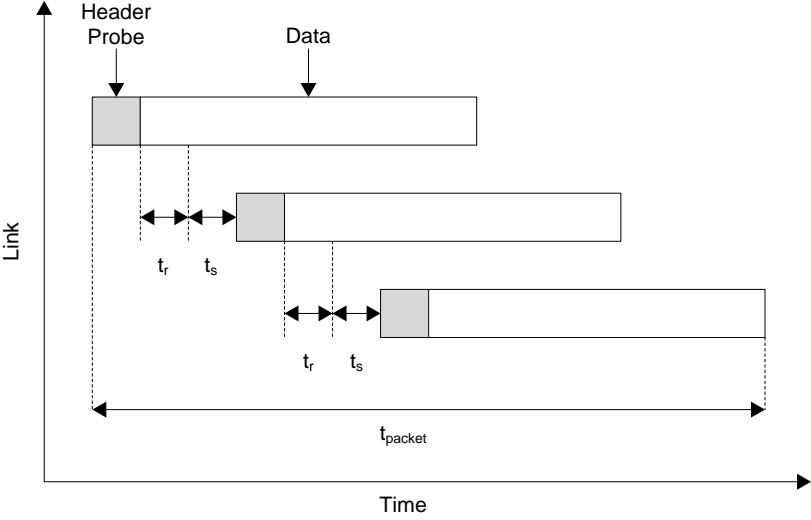 Header
Probe
Data
Link
tr ts
tr ts
tpacket
Time